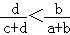 d/(c+d) < b/(a+b)